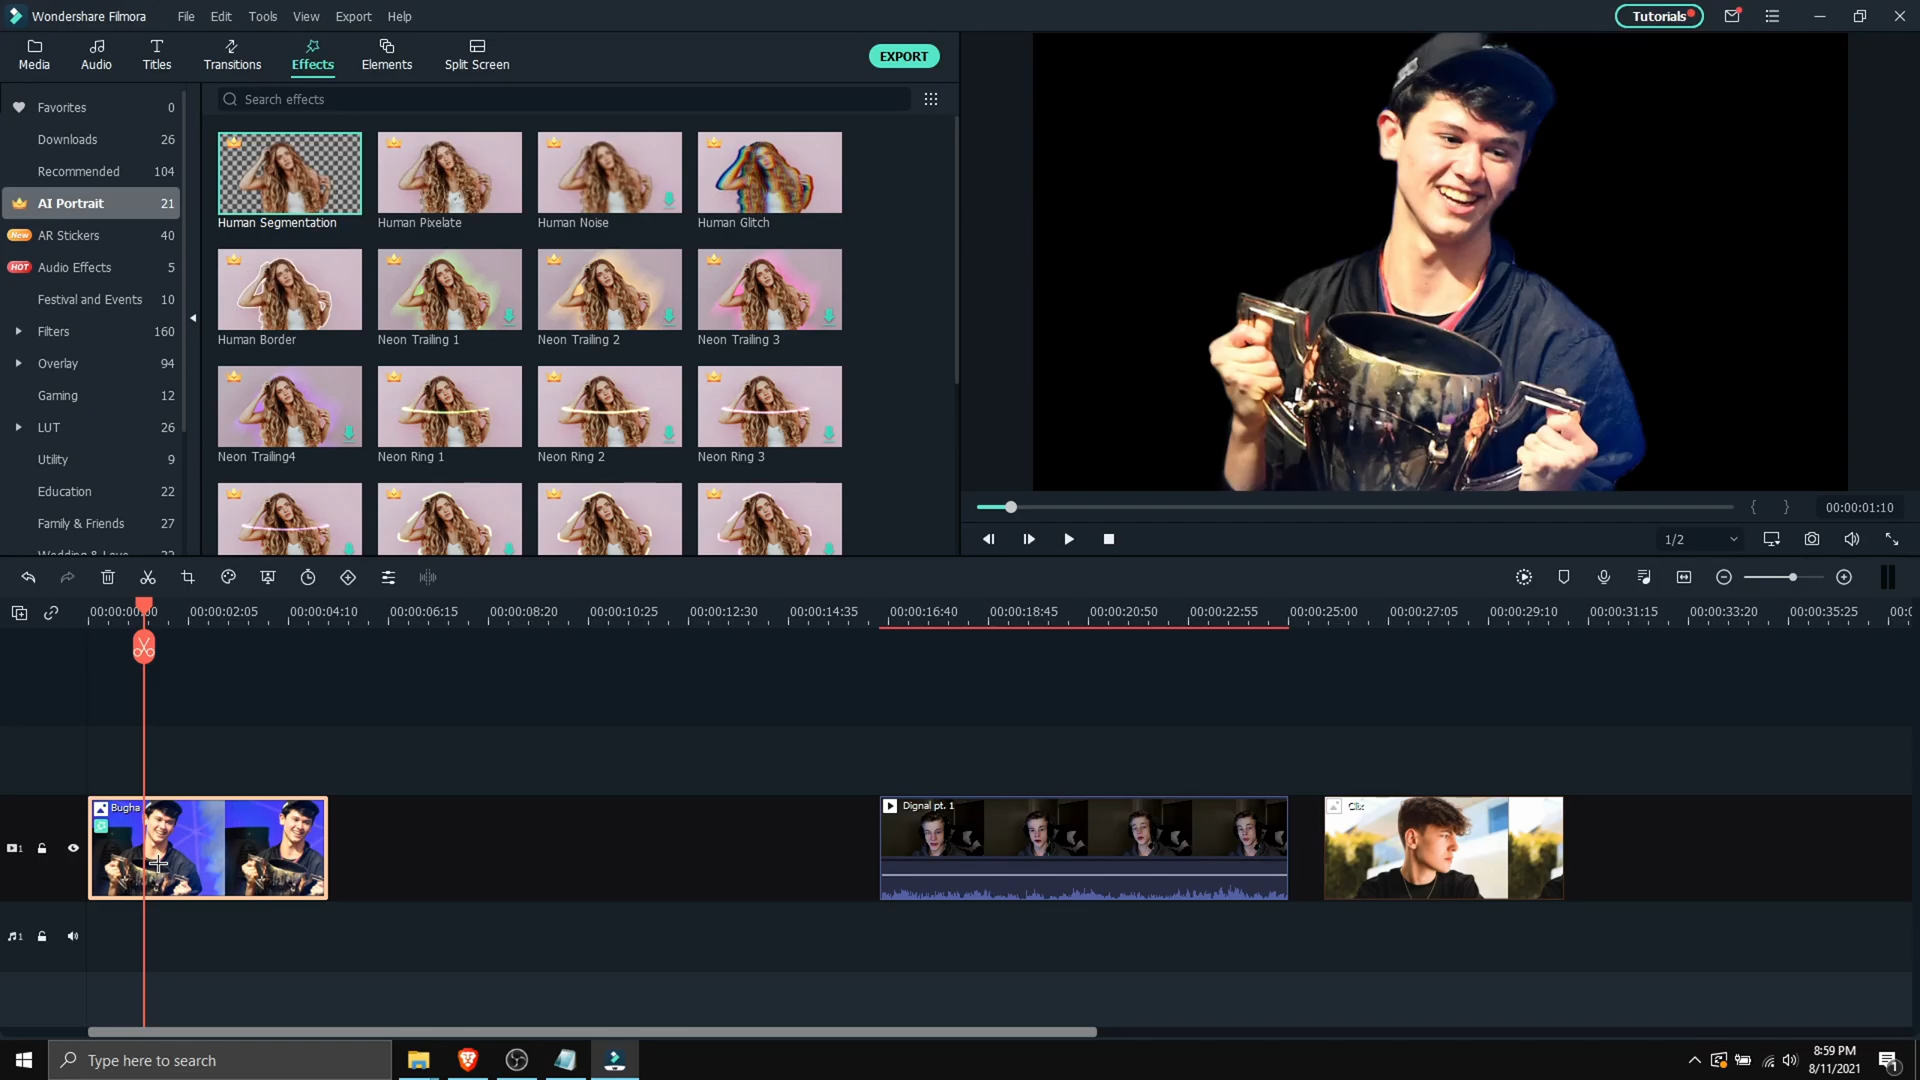 Wondershare Filmora File Edit Tools View Export Help Tutorials
Media Audio Titles Transitions Effects Elements Split Screen EXPORT
Search effects
Favorites 0
Downloads 26
Recommended 104
AI Portrait 21
New AR Stickers 40
HOT Audio Effects 5
Festival and Events 10
Filters 160
Overlay 94
Gaming 12
LUT 26
Utility 9
Education 22
Family & Friends 27
Human Segmentation Human Pixelate Human Noise Human Glitch
Human Border Neon Trailing 1 Neon Trailing 2 Neon Trailing 3
Neon Trailing4 Neon Ring 1 Neon Ring 2 Neon Ring 3
{ } 00:00:01:10
1/2
00:00:02:05 00:00:04:10 00:00:06:15 00:00:08:20 00:00:10:25 00:00:12:30 00:00:14:35 00:00:16:40 00:00:18:45 00:00:20:50 00:00:22:55 00:00:25:00 00:00:27:05 00:00:29:10 00:00:31:15 00:00:33:20 00:00:35:25
Bugha Dignal pt. 1 Clix
1
1
Type here to search
8:59 PM
8/11/2021
1